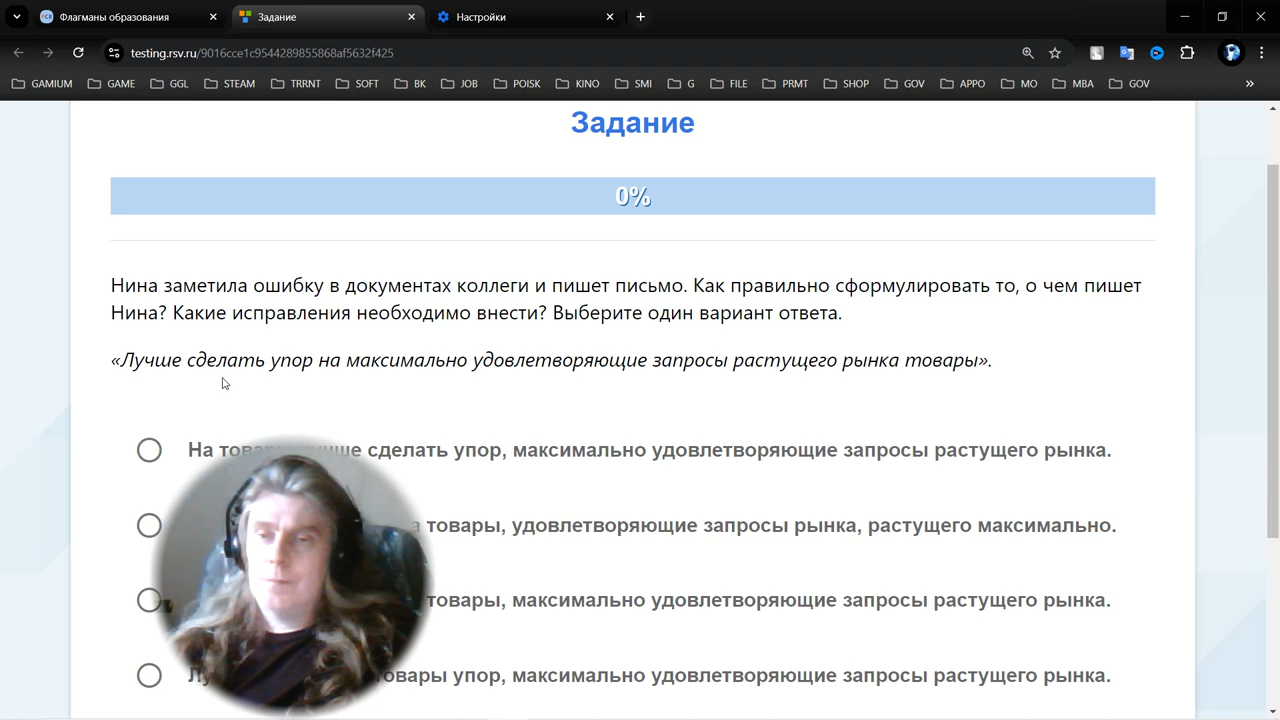 Флагманы образования
Задание
Настройки
testing.rsv.ru/9016cce1c9544289855868af5632f425
GAMIUM GAME GGL STEAM TRRNT SOFT BK JOB POISK KINO SMI G FILE PRMT SHOP GOV APPO MO MBA GOV »
Задание
0%
Нина заметила ошибку в документах коллеги и пишет письмо. Как правильно сформулировать то, о чем пишет
Нина? Какие исправления необходимо внести? Выберите один вариант ответа.
«Лучше сделать упор на максимально удовлетворяющие запросы растущего рынка товары».
На сделать упор, максимально удовлетворяющие запросы растущего рынка.
товары, удовлетворяющие запросы рынка, растущего максимально.
товары, максимально удовлетворяющие запросы растущего рынка.
товары упор, максимально удовлетворяющие запросы растущего рынка.